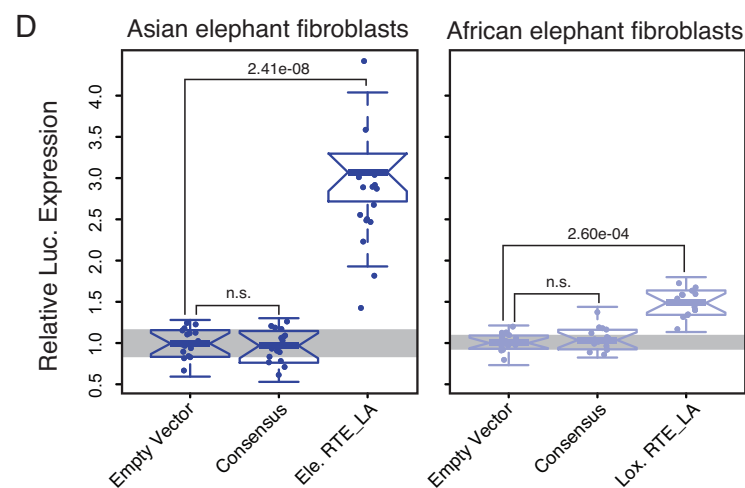 D
Asian elephant fibroblasts
African elephant fibroblasts
Relative Luc. Expression
4.0
3.5
3.0
2.5
2.0
1.5
1.0
0.5
2.41e-08
n.s.
2.60e-04
n.s.
Empty Vector
Consensus
Ele. RTE_LA
Empty Vector
Consensus
Lox. RTE_LA